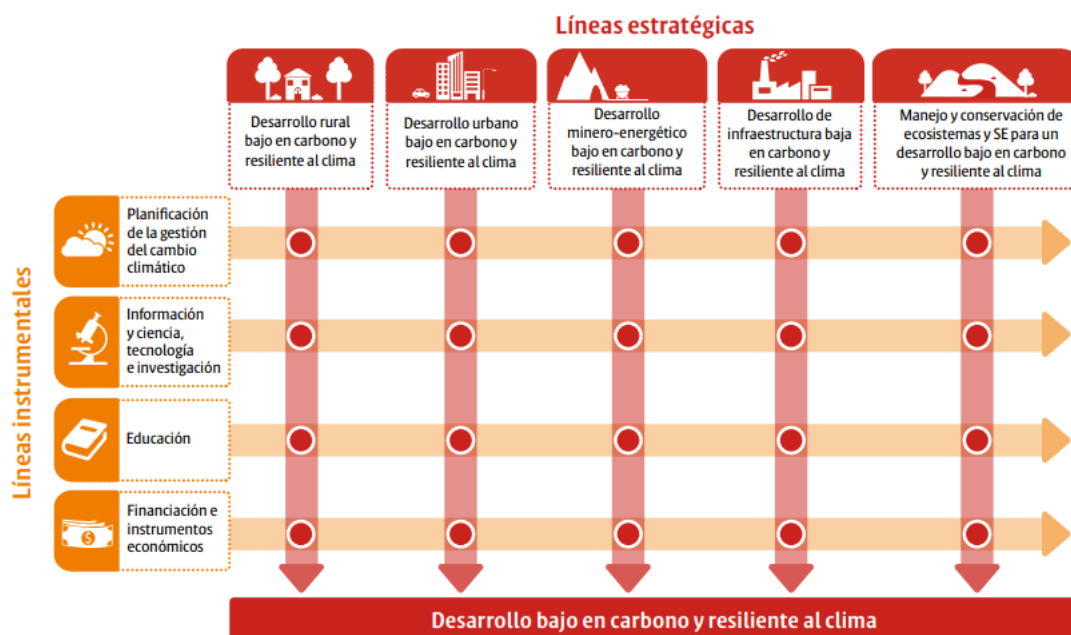 Líneas estratégicas
Desarrollo rural
bajo en carbono y
resiliente al clima
Desarrollo urbano
bajo en carbono y
resiliente al clima
Desarrollo
minero-energético
bajo en carbono y
resiliente al clima
Desarrollo de
infraestructura baja
en carbono y
resiliente al clima
Manejo y conservación de
ecosistemas y SE para un
desarrollo bajo en carbono
y resiliente al clima
Líneas instrumentales
Planificación
de la gestión
del cambio
climático
Información
y ciencia,
tecnología
e investigación
Educación
Financiación e
instrumentos
económicos
$
Desarrollo bajo en carbono y resiliente al clima